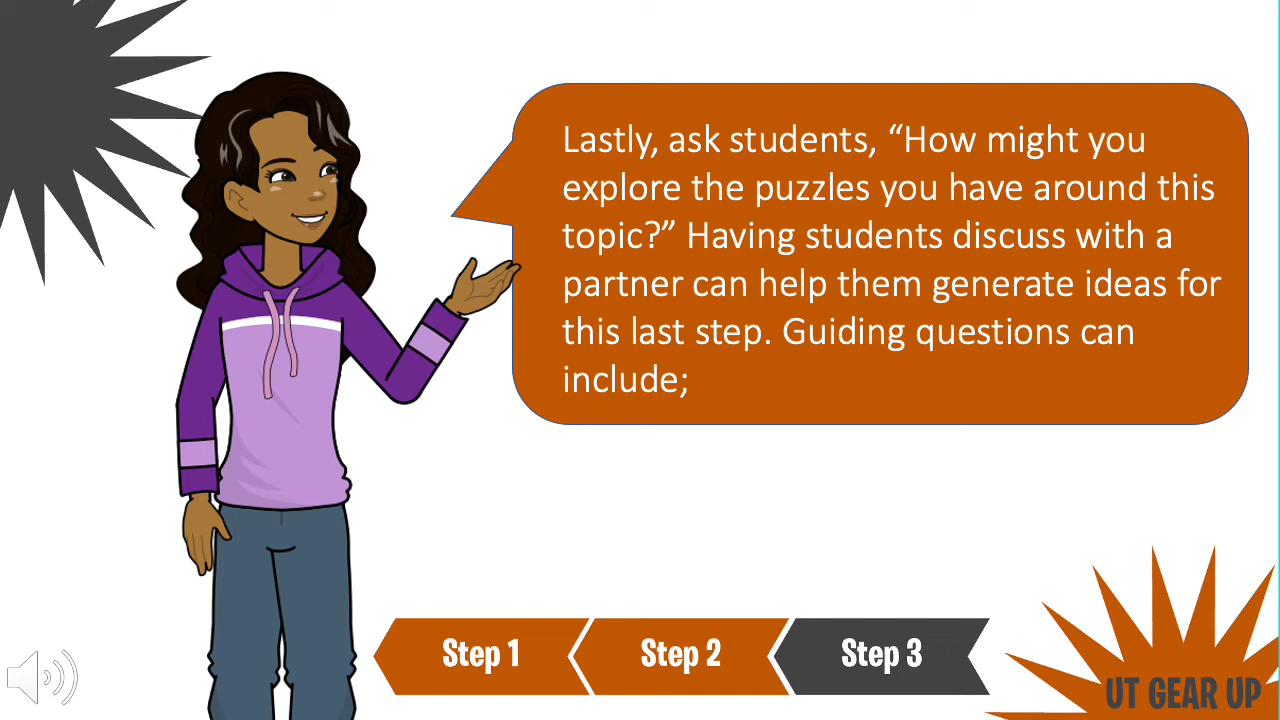 Lastly, ask students, “How might you
explore the puzzles you have around this
topic?” Having students discuss with a
partner can help them generate ideas for
this last step. Guiding questions can
include;
Step 1
Step 2
Step 3
UT GEAR UP